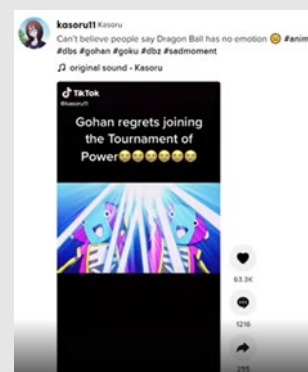 kasoru11 Kasoru
Can't believe people say Dragon Ball has no emotion 😔 #anim
#dbs #gohan #goku #dbz #sadmoment
♫ original sound - Kasoru
TikTok
@kasoru11
Gohan regrets joining
the Tournament of
Power😭😭😭😭😭😭
63.3K
1216
255